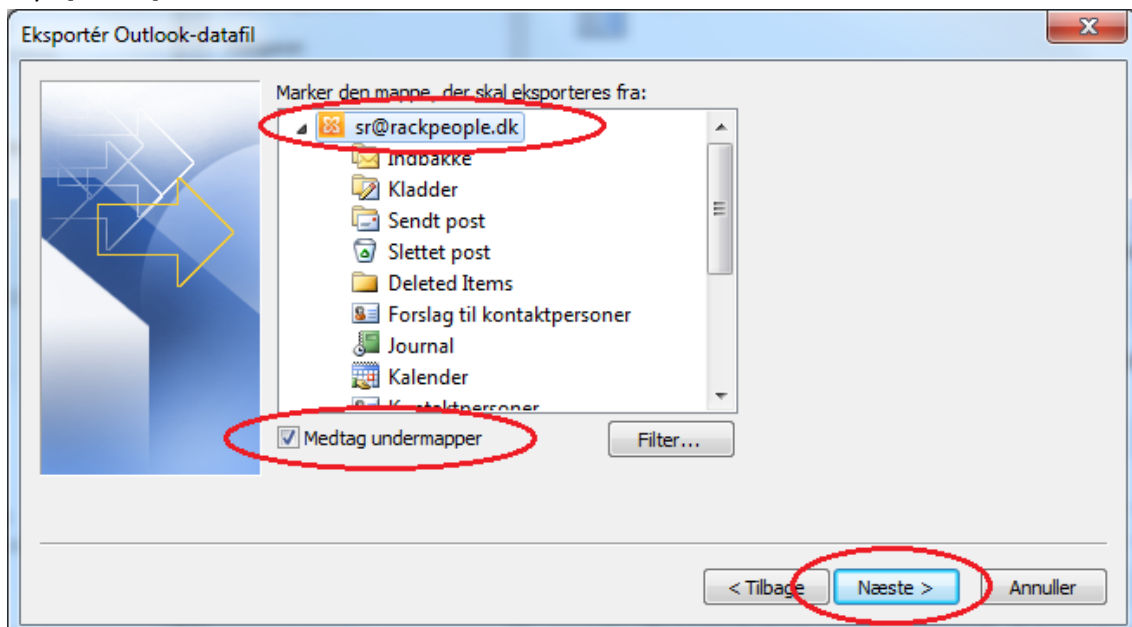 Eksportér Outlook-datafil
Marker den mappe, der skal eksporteres fra:
sr@rackpeople.dk
Indbakke
Kladder
Sendt post
Slettet post
Deleted Items
Forslag til kontaktpersoner
Journal
Kalender
Kontaktpersoner
Medtag undermapper
Filter...
< Tilbage Næste > Annuller